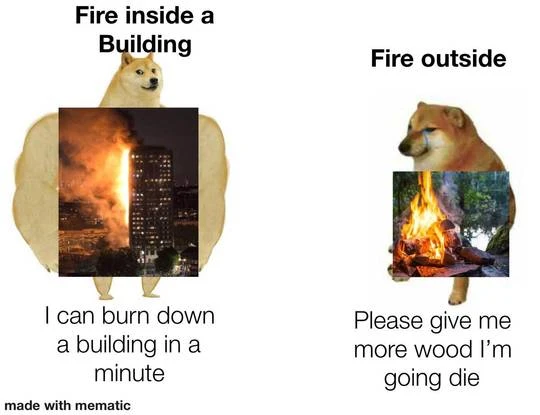 Fire inside a
Building
Fire outside
I can burn down
a building in a
minute
Please give me
more wood I'm
going die
made with mematic